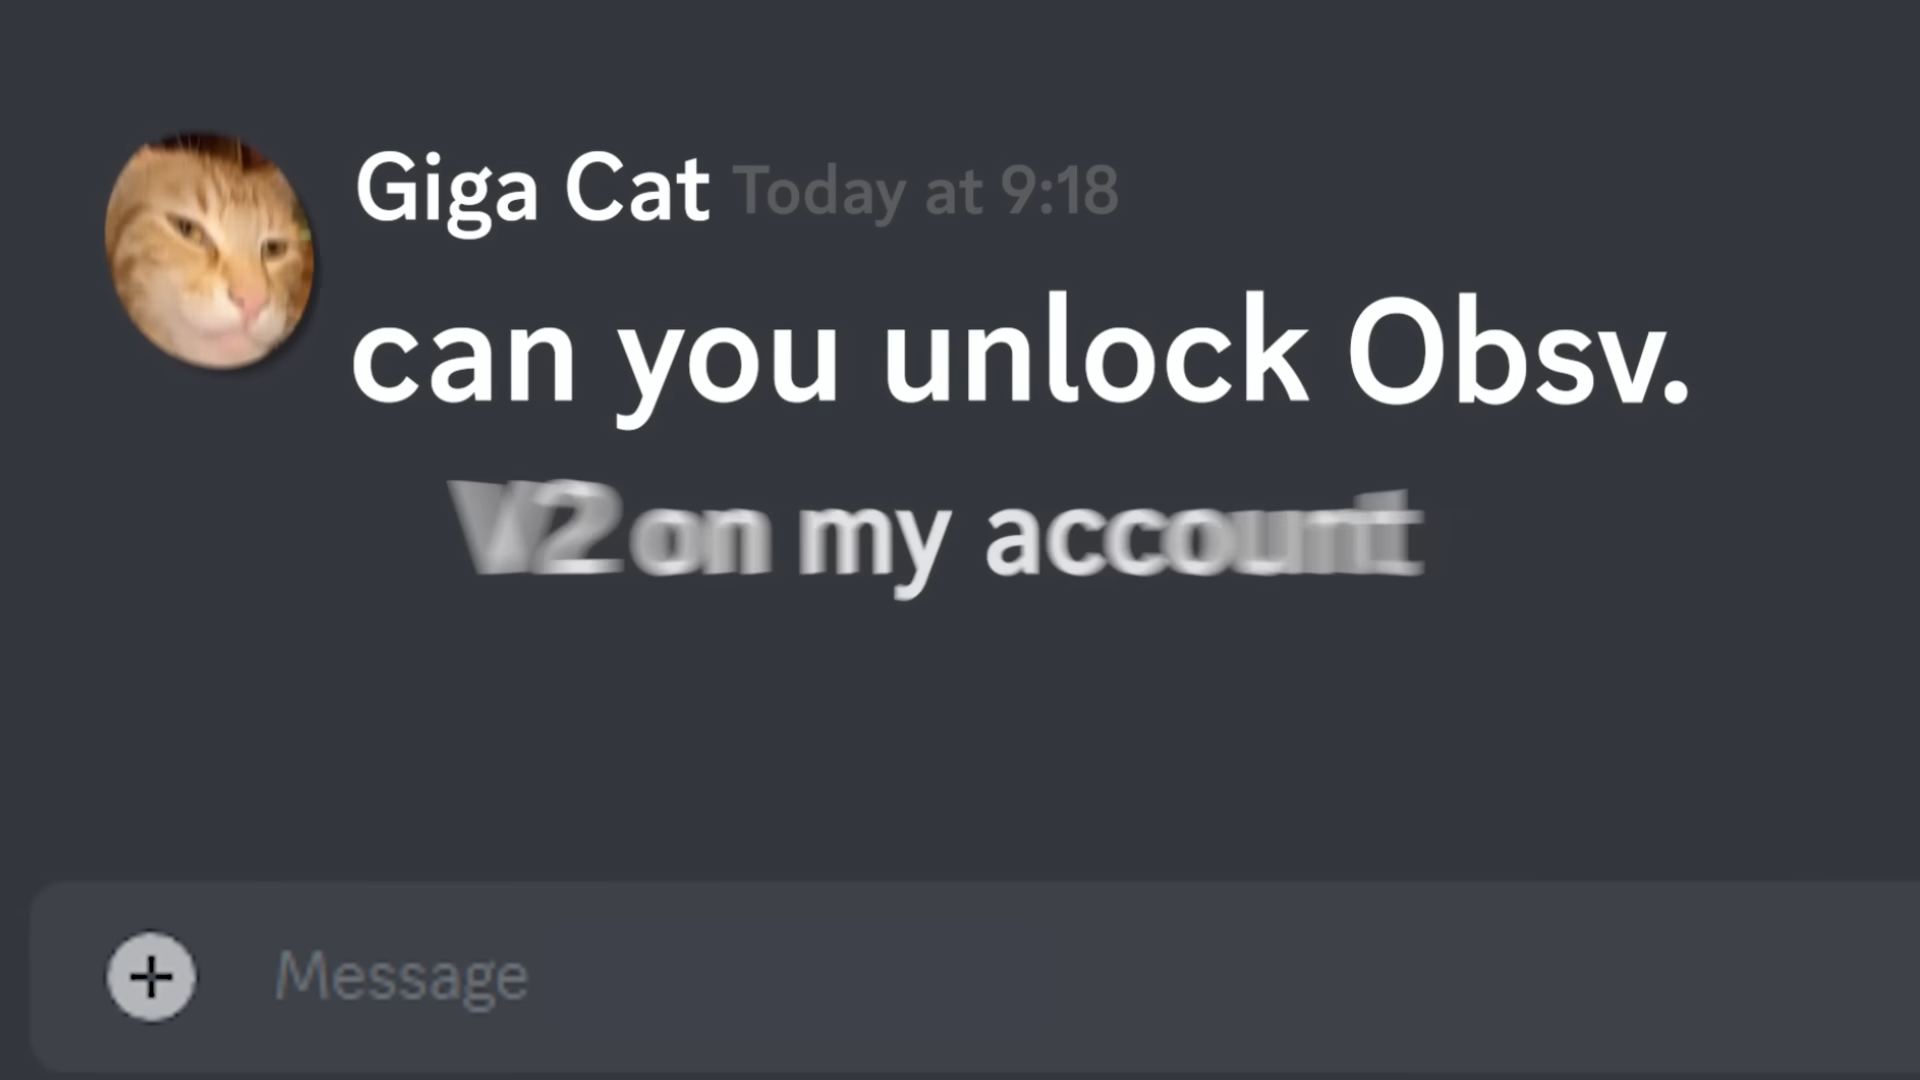 Giga Cat Today at 9:18
can you unlock Obsv.
V2 on my account
Message